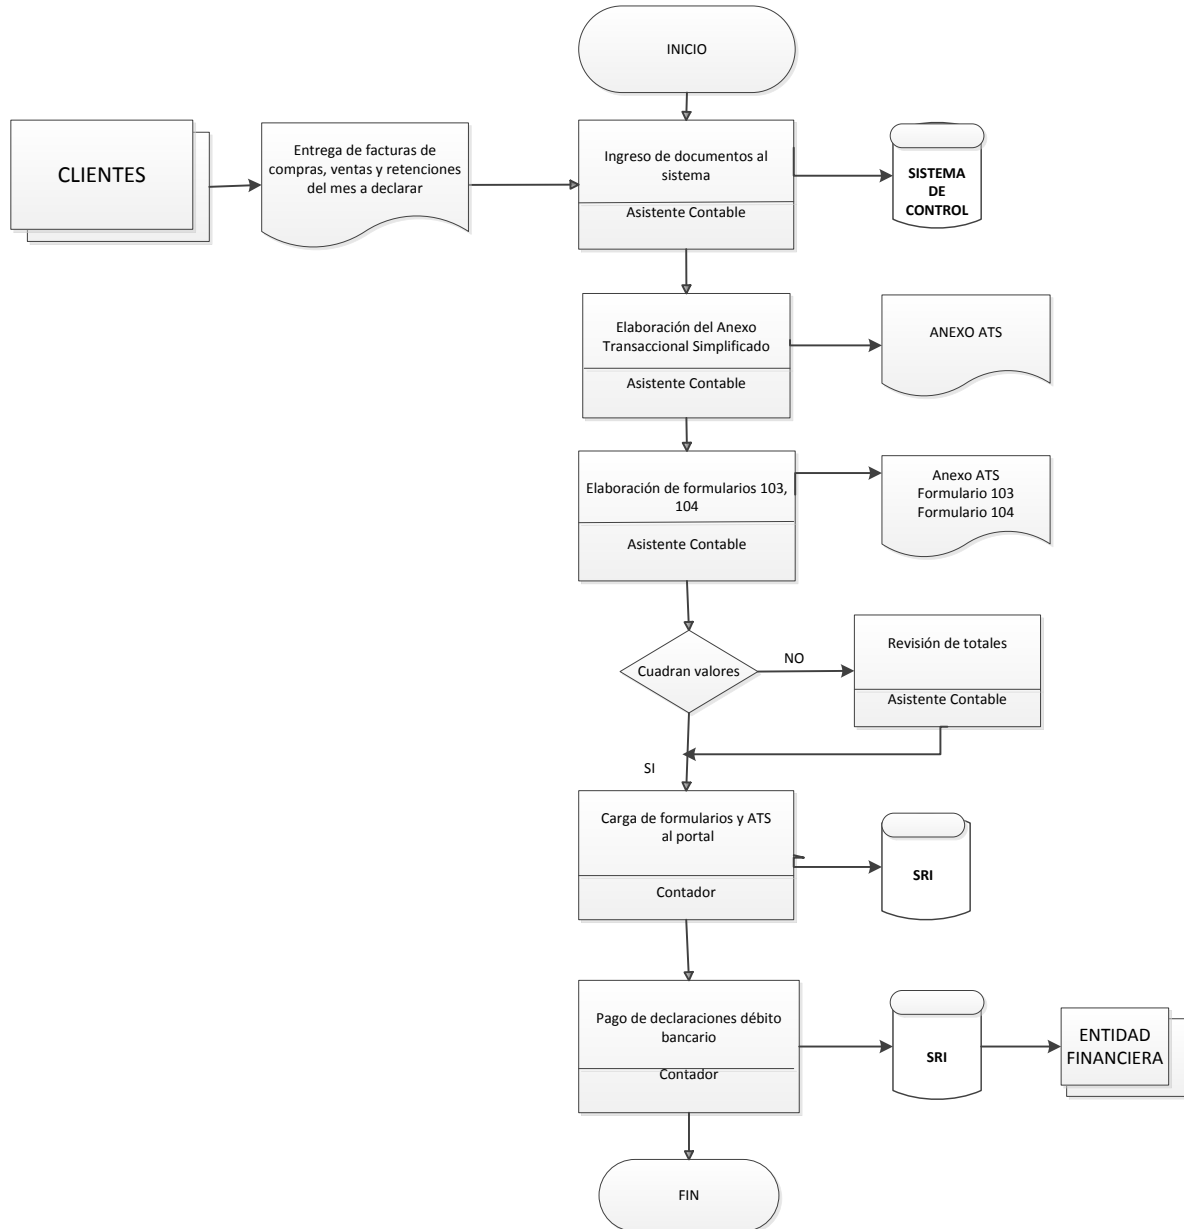 INICIO
CLIENTES
Entrega de facturas de
compras, ventas y retenciones
del mes a declarar
Ingreso de documentos al
sistema
Asistente Contable
SISTEMA
DE
CONTROL
Elaboración del Anexo
Transaccional Simplificado
Asistente Contable
ANEXO ATS
Elaboración de formularios 103,
104
Asistente Contable
Anexo ATS
Formulario 103
Formulario 104
Cuadran valores
NO
Revisión de totales
Asistente Contable
SI
Carga de formularios y ATS
al portal
Contador
SRI
Pago de declaraciones débito
bancario
Contador
SRI
ENTIDAD
FINANCIERA
FIN